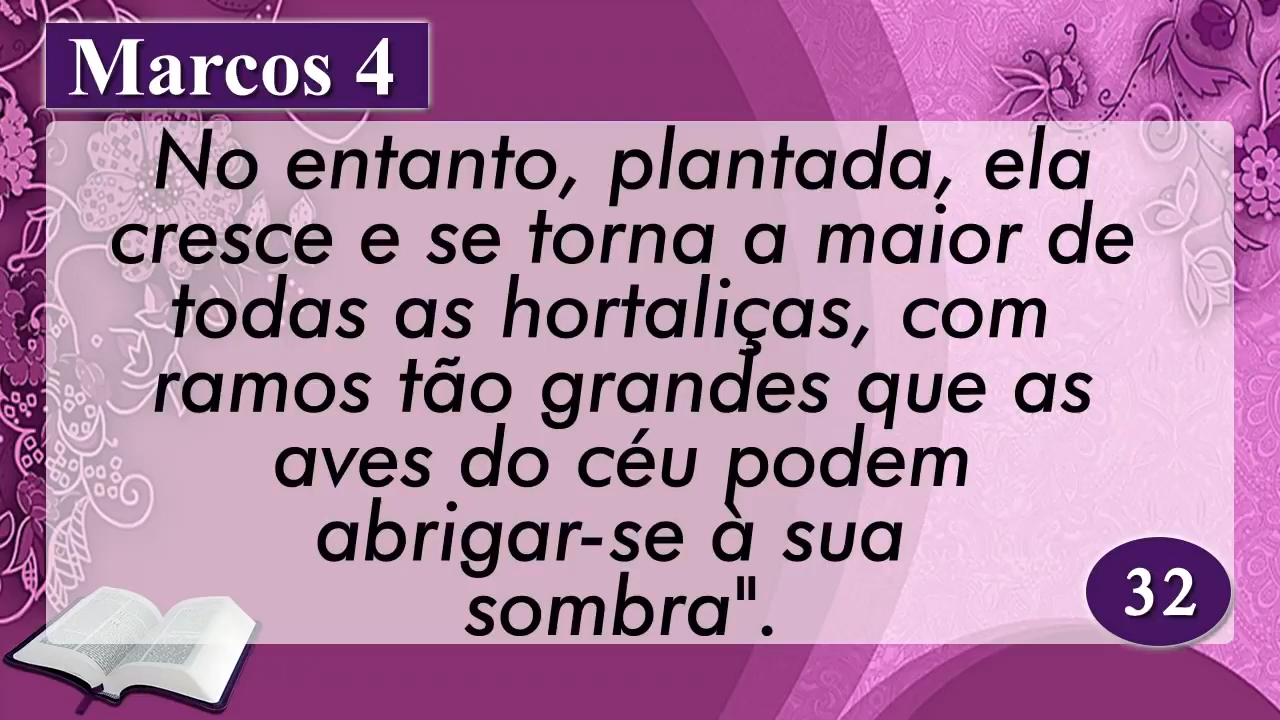 Marcos 4
No entanto, plantada, ela
cresce e se torna a maior de
todas as hortaliças, com
ramos tão grandes que as
aves do céu podem
abrigar-se à sua
sombra".
32